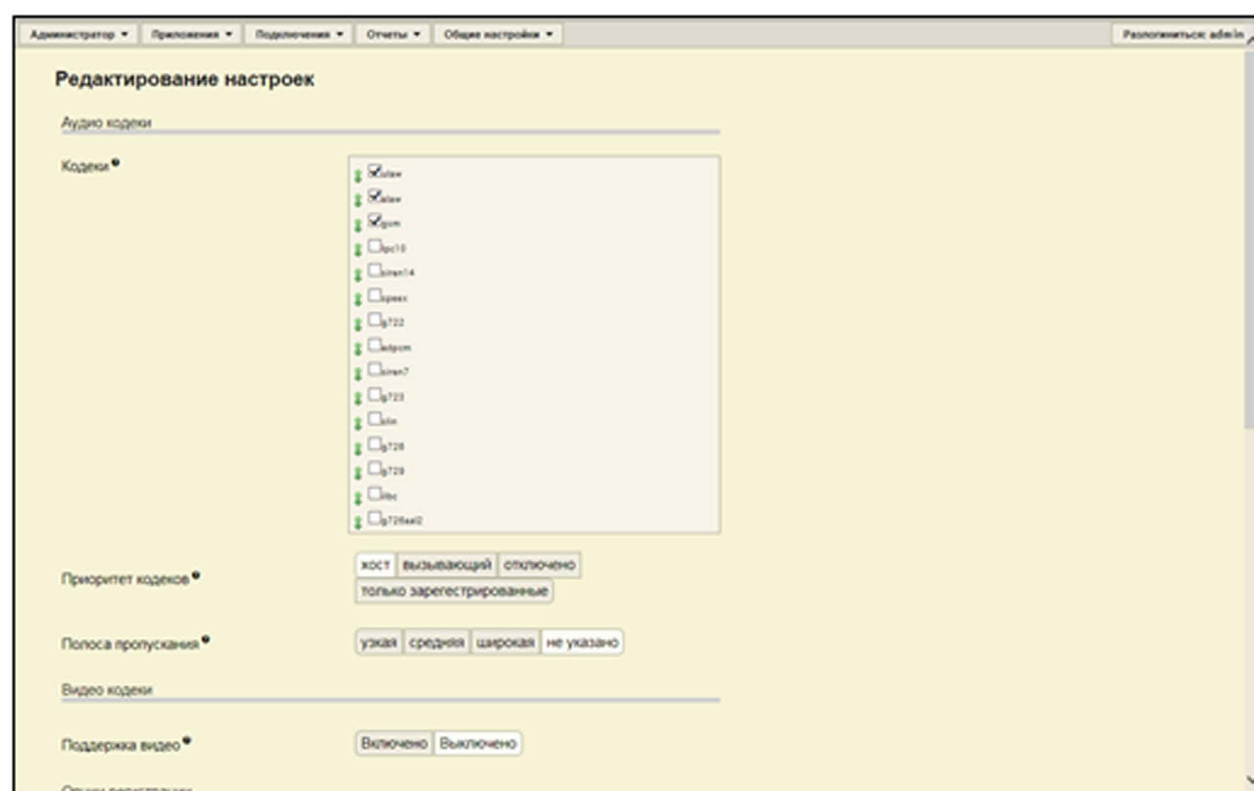 Администратор Приложения Подключения Отчеты Общие настройки Разлогиниться: admin
Редактирование настроек
Аудио кодеки
Кодеки
ulaw
alaw
gsm
lpc10
siren14
speex
g722
adpcm
siren7
g723
slin
g726
g729
ilbc
g726aal2
Приоритет кодеков хост вызывающий отключено
только зарегестрированные
Полоса пропускания узкая средняя широкая не указано
Видео кодеки
Поддержка видео Включено Выключено
Опции регистрации